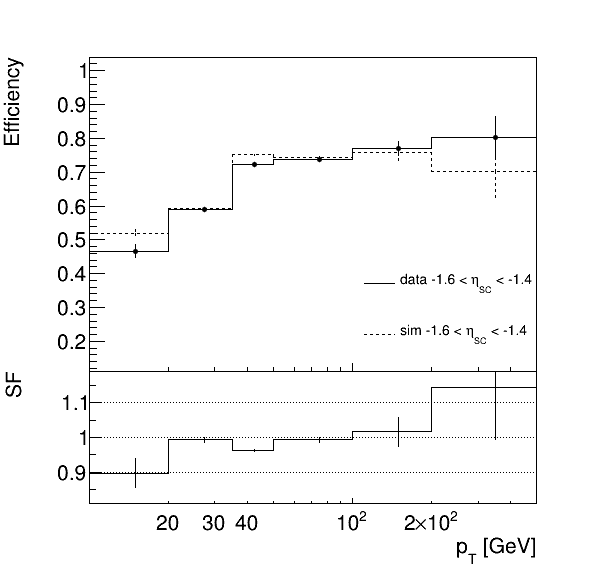 Efficiency
1
0.9
0.8
0.7
0.6
0.5
0.4
0.3
0.2
data -1.6 < η_SC < -1.4
sim -1.6 < η_SC < -1.4
SF
1.1
1
0.9
20 30 40 10² 2×10²
p_T [GeV]